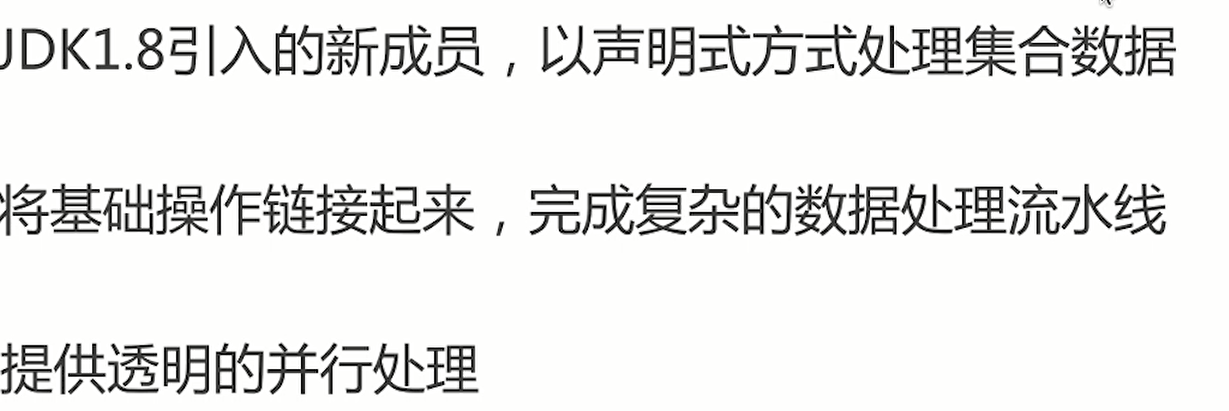 JDK1.8引入的新成员，以声明式方式处理集合数据
将基础操作链接起来，完成复杂的数据处理流水线
提供透明的并行处理